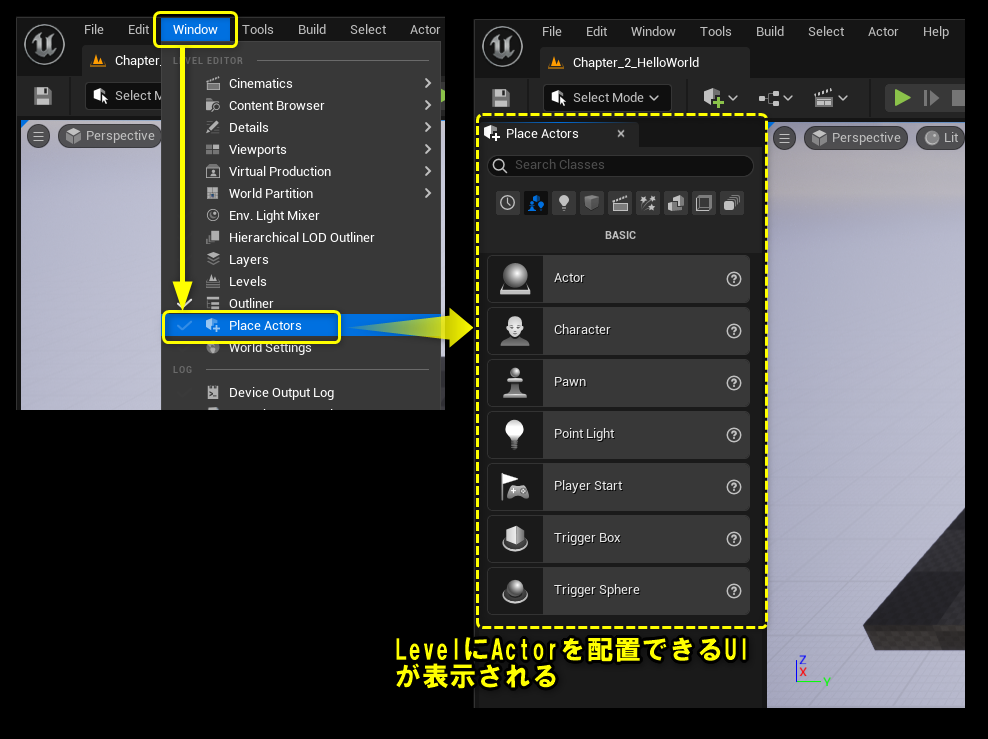 File Edit Window Tools Build Select Actor
Chapter_
Select M
Perspective
LEVEL EDITOR
Cinematics
Content Browser
Details
Viewports
Virtual Production
World Partition
Env. Light Mixer
Hierarchical LOD Outliner
Layers
Levels
Outliner
Place Actors
World Settings
LOG
Device Output Log
File Edit Window Tools Build Select Actor Help
Chapter_2_HelloWorld
Select Mode
Place Actors
Search Classes
BASIC
Actor
Character
Pawn
Point Light
Player Start
Trigger Box
Trigger Sphere
Perspective Lit
Z
X
Y
LevelにActorを配置できるUI
が表示される